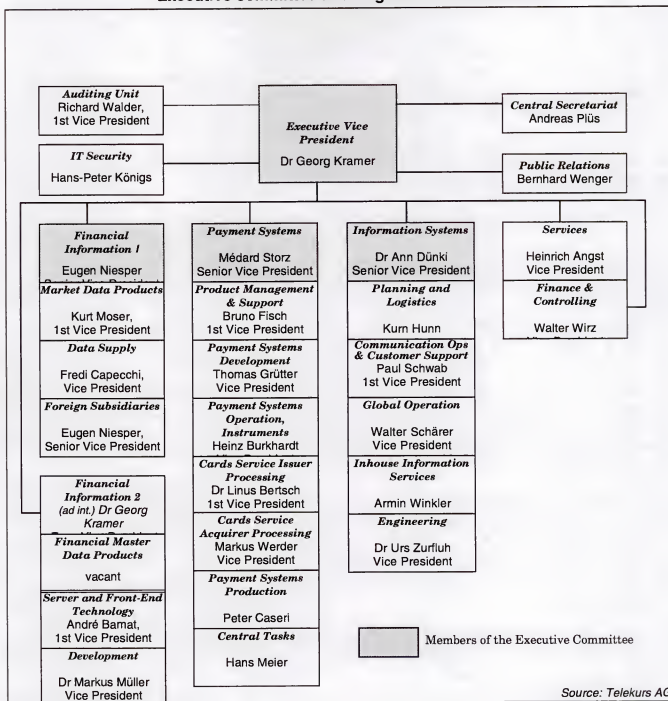 Auditing Unit
Richard Walder,
1st Vice President
IT Security
Hans-Peter Königs
Executive Vice
President
Dr Georg Kramer
Central Secretariat
Andreas Plüs
Public Relations
Bernhard Wenger
Financial
Information 1
Eugen Niesper
Market Data Products
Kurt Moser,
1st Vice President
Data Supply
Fredi Capecchi,
Vice President
Foreign Subsidiaries
Eugen Niesper,
Senior Vice President
Financial
Information 2
(ad int.) Dr Georg
Kramer
Financial Master
Data Products
vacant
Server and Front-End
Technology
André Bamat,
1st Vice President
Development
Dr Markus Müller
Vice President
Payment Systems
Médard Storz
Senior Vice President
Product Management
& Support
Bruno Fisch
1st Vice President
Payment Systems
Development
Thomas Grütter
Vice President
Payment Systems
Operation,
Instruments
Heinz Burkhardt
Cards Service Issuer
Processing
Dr Linus Bertsch
1st Vice President
Cards Service
Acquirer Processing
Markus Werder
Vice President
Payment Systems
Production
Peter Caseri
Central Tasks
Hans Meier
Information Systems
Dr Ann Dünki
Senior Vice President
Planning and
Logistics
Kurn Hunn
Communication Ops
& Customer Support
Paul Schwab
1st Vice President
Global Operation
Walter Schärer
Vice President
Inhouse Information
Services
Armin Winkler
Engineering
Dr Urs Zurfluh
Vice President
Services
Heinrich Angst
Vice President
Finance &
Controlling
Walter Wirz
Members of the Executive Committee
Source: Telekurs AG